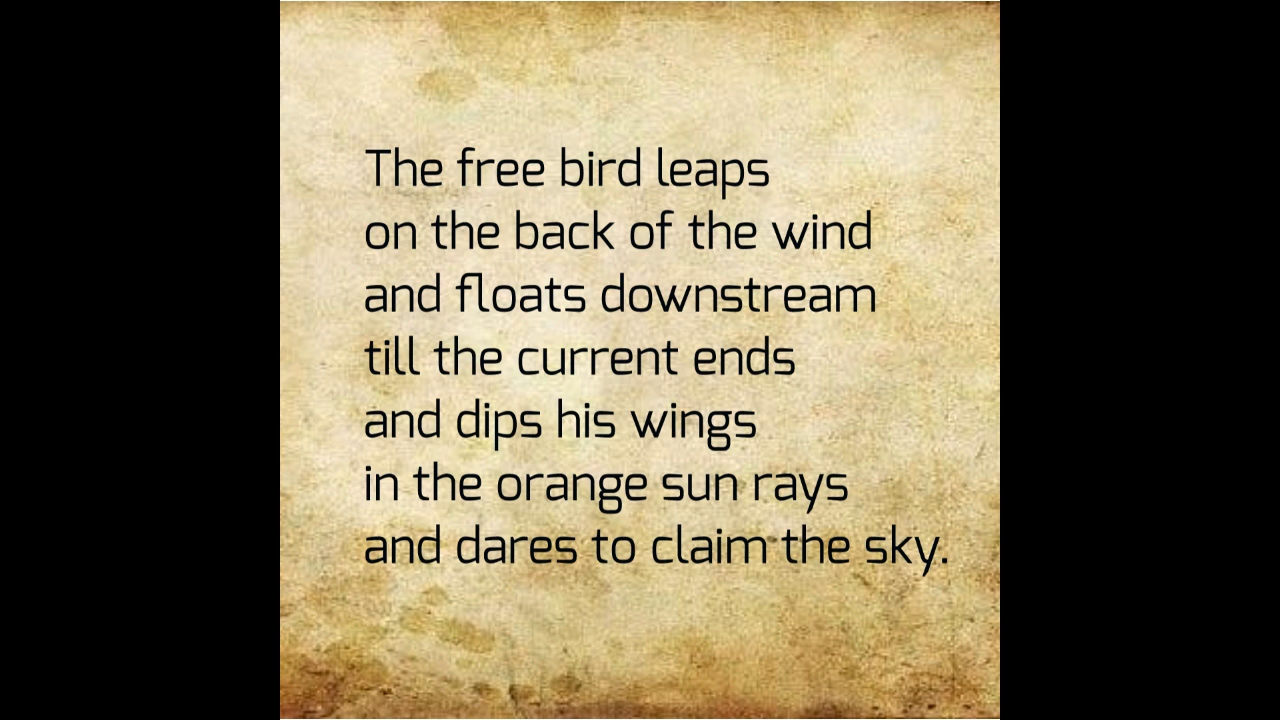 The free bird leaps
on the back of the wind
and floats downstream
till the current ends
and dips his wings
in the orange sun rays
and dares to claim the sky.